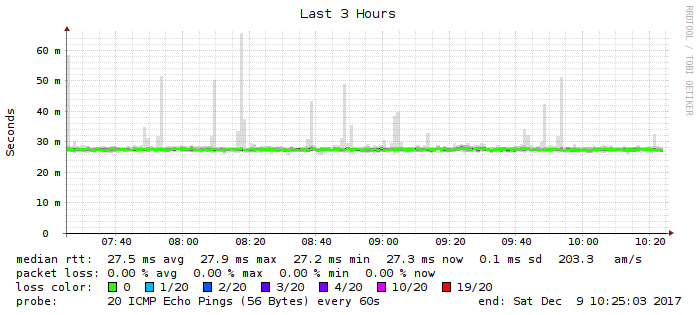 Last 3 Hours
RRDTOOL / TOBI OETIKER
Seconds
60 m
50 m
40 m
30 m
20 m
10 m
0
07:40 08:00 08:20 08:40 09:00 09:20 09:40 10:00 10:20
median rtt: 27.5 ms avg 27.9 ms max 27.2 ms min 27.3 ms now 0.1 ms sd 203.3 am/s
packet loss: 0.00 % avg 0.00 % max 0.00 % min 0.00 % now
loss color: 0 1/20 2/20 3/20 4/20 10/20 19/20
probe: 20 ICMP Echo Pings (56 Bytes) every 60s end: Sat Dec 9 10:25:03 2017